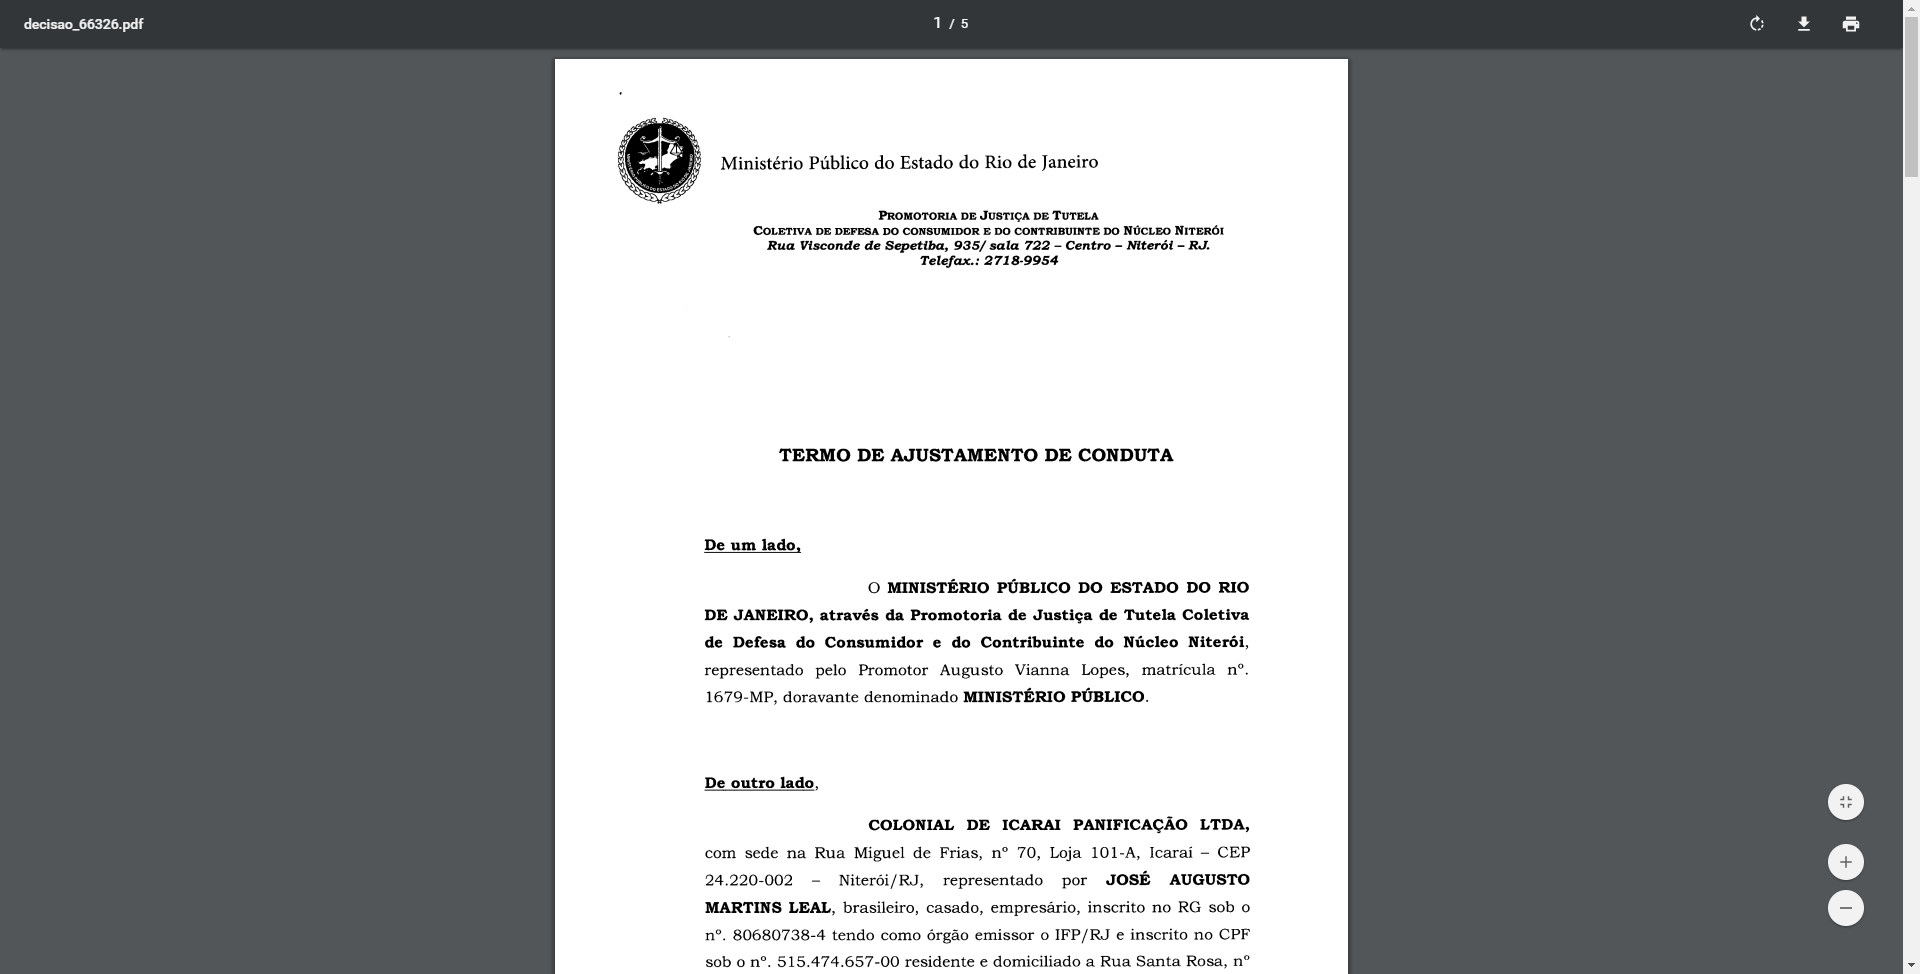 decisao_66326.pdf
1 / 5
Ministério Público do Estado do Rio de Janeiro
PROMOTORIA DE JUSTIÇA DE TUTELA
COLETIVA DE DEFESA DO CONSUMIDOR E DO CONTRIBUINTE DO NÚCLEO NITERÓI
Rua Visconde de Sepetiba, 935/ sala 722 – Centro – Niterói – RJ.
Telefax.: 2718-9954
TERMO DE AJUSTAMENTO DE CONDUTA
De um lado,
O MINISTÉRIO PÚBLICO DO ESTADO DO RIO
DE JANEIRO, através da Promotoria de Justiça de Tutela Coletiva
de Defesa do Consumidor e do Contribuinte do Núcleo Niterói,
representado pelo Promotor Augusto Vianna Lopes, matrícula nº.
1679-MP, doravante denominado MINISTÉRIO PÚBLICO.
De outro lado,
COLONIAL DE ICARAI PANIFICAÇÃO LTDA,
com sede na Rua Miguel de Frias, nº 70, Loja 101-A, Icaraí – CEP
24.220-002 – Niterói/RJ, representado por JOSÉ AUGUSTO
MARTINS LEAL, brasileiro, casado, empresário, inscrito no RG sob o
nº. 80680738-4 tendo como órgão emissor o IFP/RJ e inscrito no CPF
sob o nº. 515.474.657-00 residente e domiciliado a Rua Santa Rosa, nº